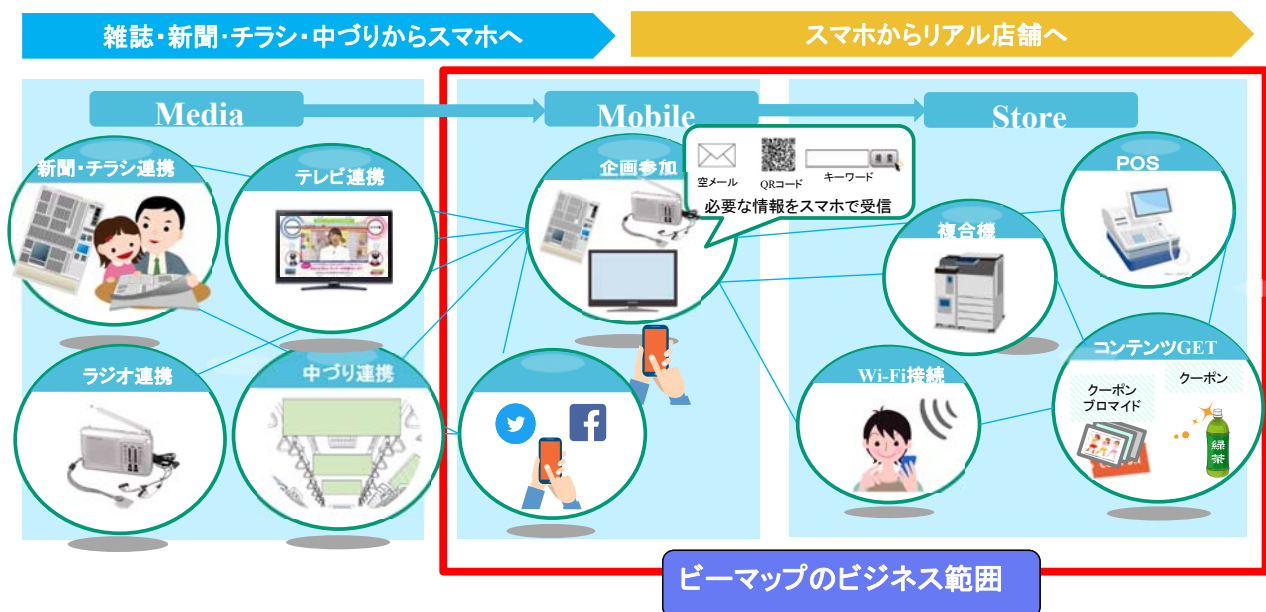 雑誌・新聞・チラシ・中づりからスマホへ
スマホからリアル店舗へ
Media
Mobile
Store
新聞・チラシ連携
テレビ連携
ラジオ連携
中づり連携
企画参加
空メール
QRコード
キーワード
検索
必要な情報をスマホで受信
POS
複合機
Wi-Fi接続
コンテンツGET
クーポン
ブロマイド
クーポン
緑茶
ビーマップのビジネス範囲